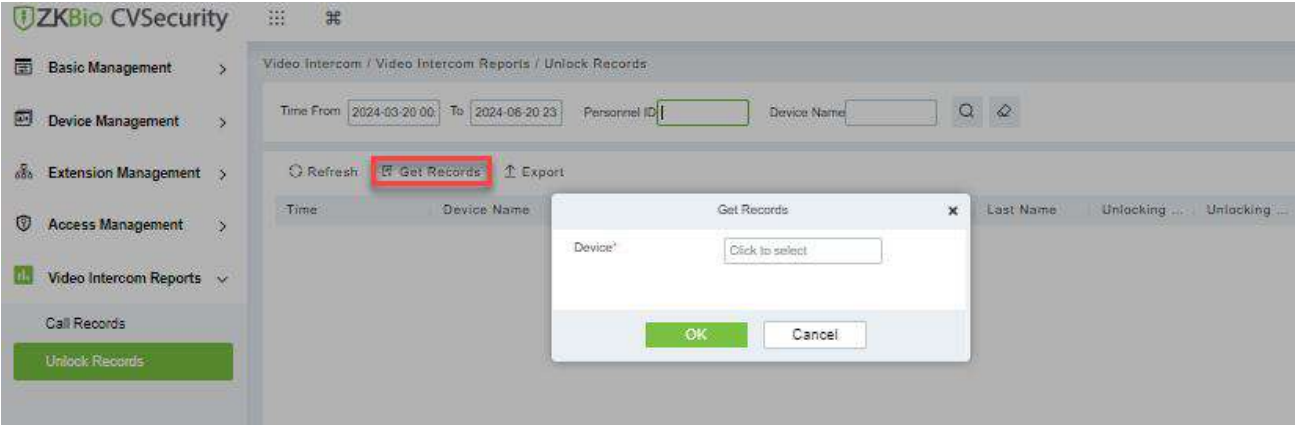 ZKBio CVSecurity
Basic Management
Device Management
Extension Management
Access Management
Video Intercom Reports
Call Records
Unlock Records
Video Intercom / Video Intercom Reports / Unlock Records
Time From 2024-03-20 00: To 2024-06-20 23 Personnel ID Device Name
Refresh Get Records Export
Time Device Name Last Name Unlocking ... Unlocking ...
Get Records
Device*
Click to select
OK Cancel